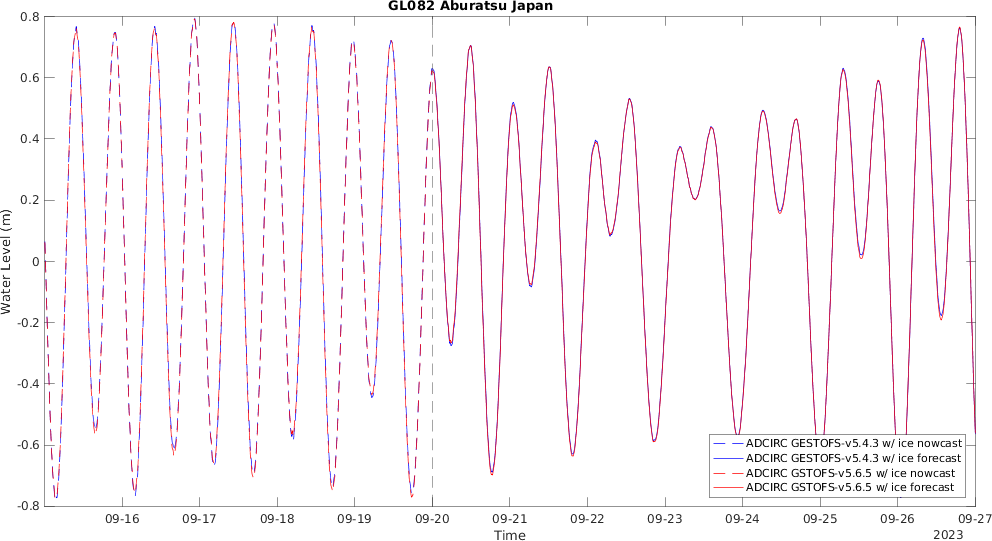 GL082 Aburatsu Japan
0.8
0.6
0.4
0.2
0
-0.2
-0.4
-0.6
-0.8
Water Level (m)
ADCIRC GESTOFS-v5.4.3 w/ ice nowcast
ADCIRC GESTOFS-v5.4.3 w/ ice forecast
ADCIRC GSTOFS-v5.6.5 w/ ice nowcast
ADCIRC GSTOFS-v5.6.5 w/ ice forecast
09-16 09-17 09-18 09-19 09-20 09-21 09-22 09-23 09-24 09-25 09-26 09-27
Time
2023